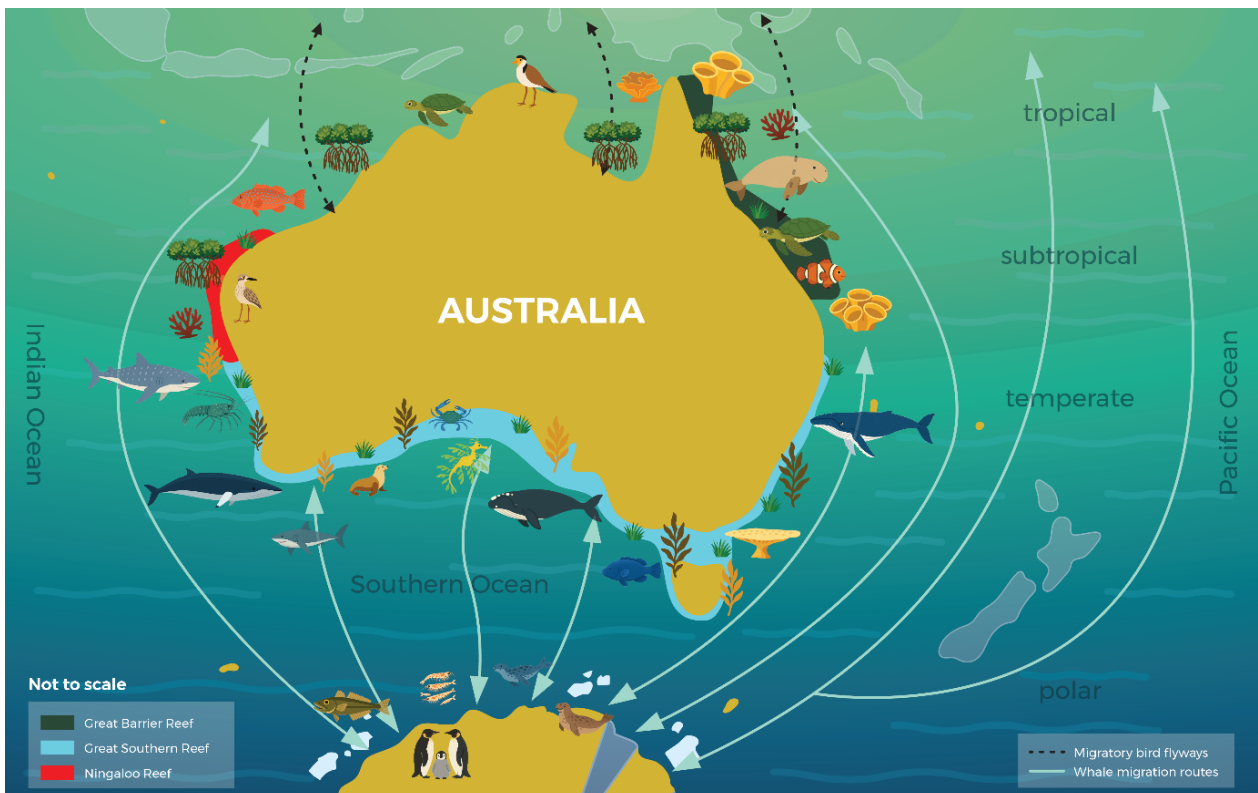 tropical
subtropical
AUSTRALIA
Indian Ocean
Pacific Ocean
temperate
Southern Ocean
polar
Not to scale
Great Barrier Reef
Great Southern Reef
Ningaloo Reef
Migratory bird flyways
Whale migration routes